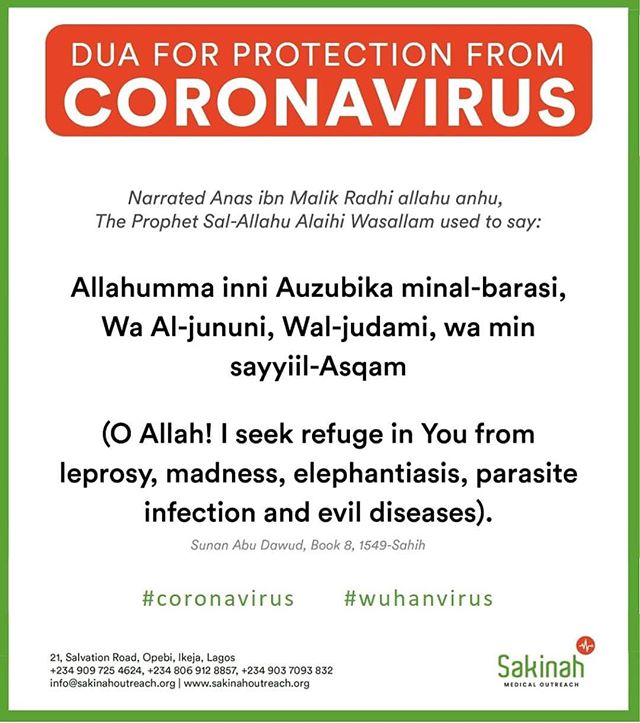 DUA FOR PROTECTION FROM
CORONAVIRUS
Narrated Anas ibn Malik Radhi allahu anhu,
The Prophet Sal-Allahu Alaihi Wasallam used to say:
Allahumma inni Auzubika minal-barasi,
Wa Al-jununi, Wal-judami, wa min
sayyiil-Asqam
(O Allah! I seek refuge in You from
leprosy, madness, elephantiasis, parasite
infection and evil diseases).
Sunan Abu Dawud, Book 8, 1549-Sahih
#coronavirus #wuhanvirus
21, Salvation Road, Opebi, Ikeja, Lagos
+234 909 725 4624, +234 806 912 8857, +234 903 7093 832
info@sakinahoutreach.org | www.sakinahoutreach.org
Sakinah
MEDICAL OUTREACH